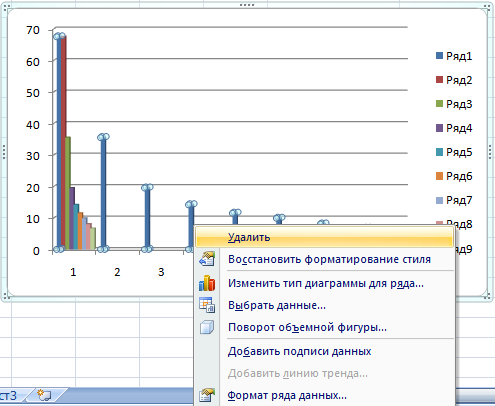 70
60
50
40
30
20
10
0
1
2
3
Ряд1
Ряд2
Ряд3
Ряд4
Ряд5
Ряд6
Ряд7
Ряд8
Ряд9
Удалить
Восстановить форматирование стиля
Изменить тип диаграммы для ряда...
Выбрать данные...
Поворот объемной фигуры...
Добавить подписи данных
Добавить линию тренда...
Формат ряда данных...
ст3